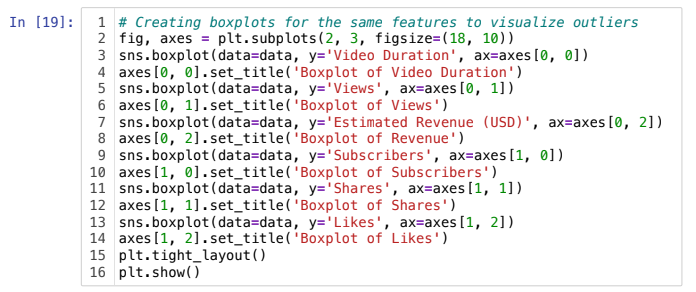 In [19]:
1 # Creating boxplots for the same features to visualize outliers
2 fig, axes = plt.subplots(2, 3, figsize=(18, 10))
3 sns.boxplot(data=data, y='Video Duration', ax=axes[0, 0])
4 axes[0, 0].set_title('Boxplot of Video Duration')
5 sns.boxplot(data=data, y='Views', ax=axes[0, 1])
6 axes[0, 1].set_title('Boxplot of Views')
7 sns.boxplot(data=data, y='Estimated Revenue (USD)', ax=axes[0, 2])
8 axes[0, 2].set_title('Boxplot of Revenue')
9 sns.boxplot(data=data, y='Subscribers', ax=axes[1, 0])
10 axes[1, 0].set_title('Boxplot of Subscribers')
11 sns.boxplot(data=data, y='Shares', ax=axes[1, 1])
12 axes[1, 1].set_title('Boxplot of Shares')
13 sns.boxplot(data=data, y='Likes', ax=axes[1, 2])
14 axes[1, 2].set_title('Boxplot of Likes')
15 plt.tight_layout()
16 plt.show()